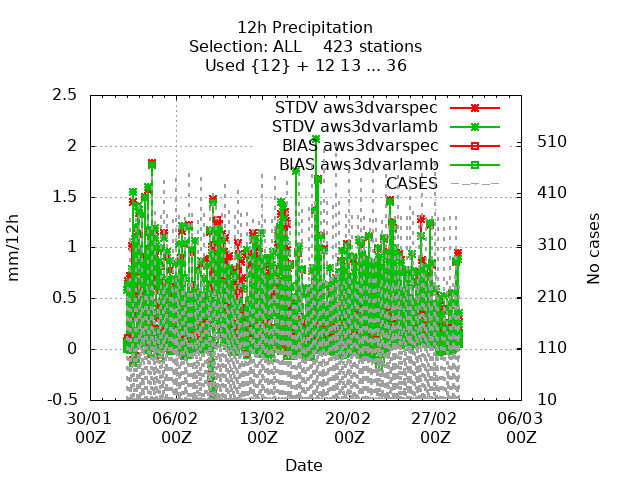 12h Precipitation
Selection: ALL    423 stations
Used {12} + 12 13 ... 36
STDV aws3dvarspec
STDV aws3dvarlamb
BIAS aws3dvarspec
BIAS aws3dvarlamb
CASES
2.5
2
1.5
1
0.5
0
-0.5
mm/12h
510
410
310
210
110
10
No cases
30/01 06/02 13/02 20/02 27/02 06/03
00Z 00Z 00Z 00Z 00Z 00Z
Date